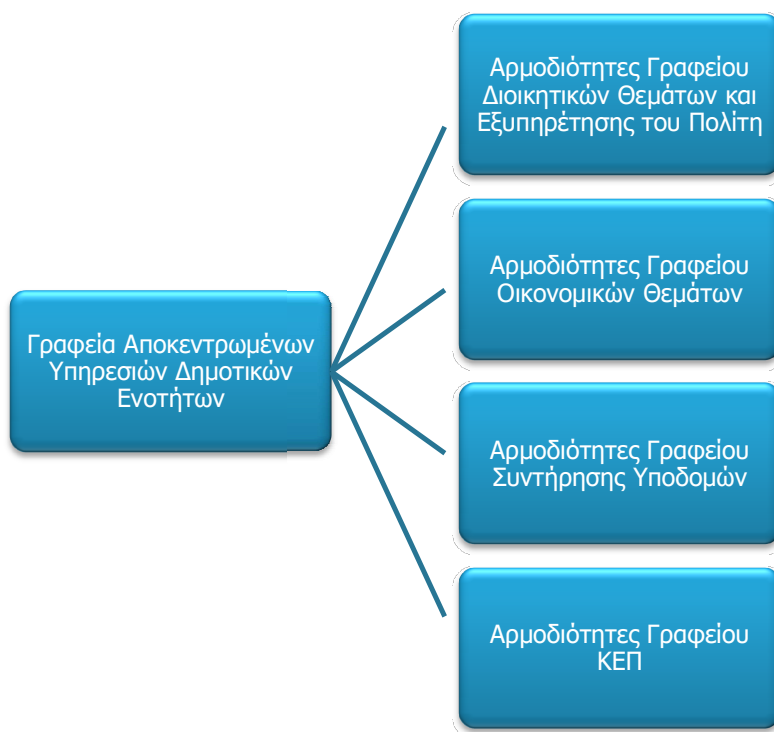 Αρμοδιότητες Γραφείου
Διοικητικών Θεμάτων και
Εξυπηρέτησης του Πολίτη
Αρμοδιότητες Γραφείου
Οικονομικών Θεμάτων
Γραφεία Αποκεντρωμένων
Υπηρεσιών Δημοτικών
Ενοτήτων
Αρμοδιότητες Γραφείου
Συντήρησης Υποδομών
Αρμοδιότητες Γραφείου
ΚΕΠ